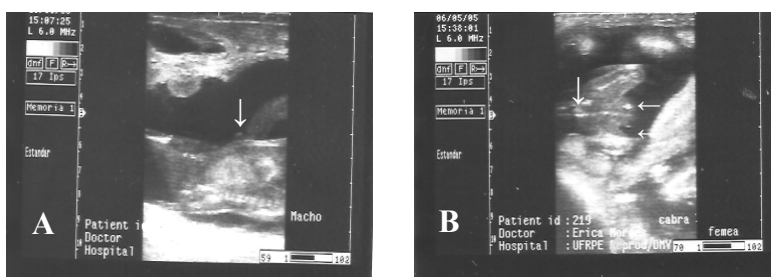 15:07:25
L 6.0 MHz
dnf F R→
17 Ips
Memoria 1
Estandar
Macho
A
Patient i
Doctor
Hospital
59 1 102
06/05/05
15:38:01
L 6.0 MHz
dnf F R→
17 Ips
Memoria 1
Estandar
B
Patient id :219 cabra
Doctor :Erica femea
Hospital :UFRPE Reprod/DMV
70 1 102